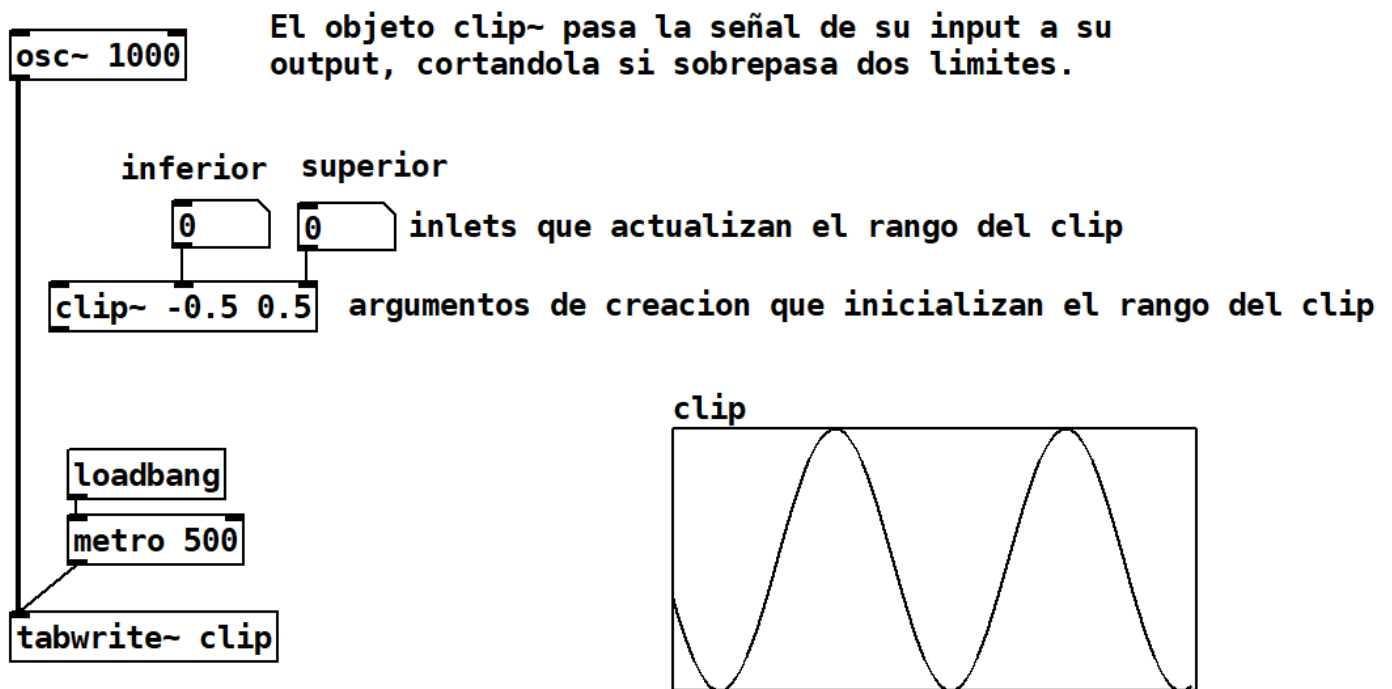 El objeto clip~ pasa la señal de su input a su
output, cortandola si sobrepasa dos limites.
osc~ 1000
inferior
superior
0
0
inlets que actualizan el rango del clip
clip~ -0.5 0.5
argumentos de creacion que inicializan el rango del clip
clip
loadbang
metro 500
tabwrite~ clip